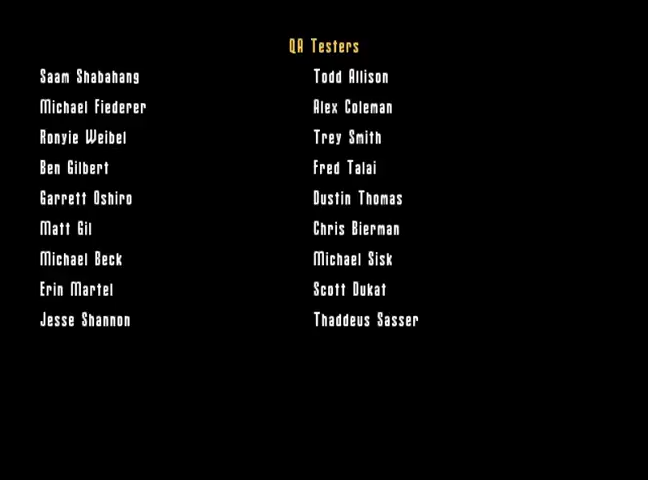 QA Testers
Saam Shabahang
Todd Allison
Michael Fiederer
Alex Coleman
Ronyie Weibel
Trey Smith
Ben Gilbert
Fred Talai
Garrett Oshiro
Dustin Thomas
Matt Gil
Chris Bierman
Michael Beck
Michael Sisk
Erin Martel
Scott Dukat
Jesse Shannon
Thaddeus Sasser